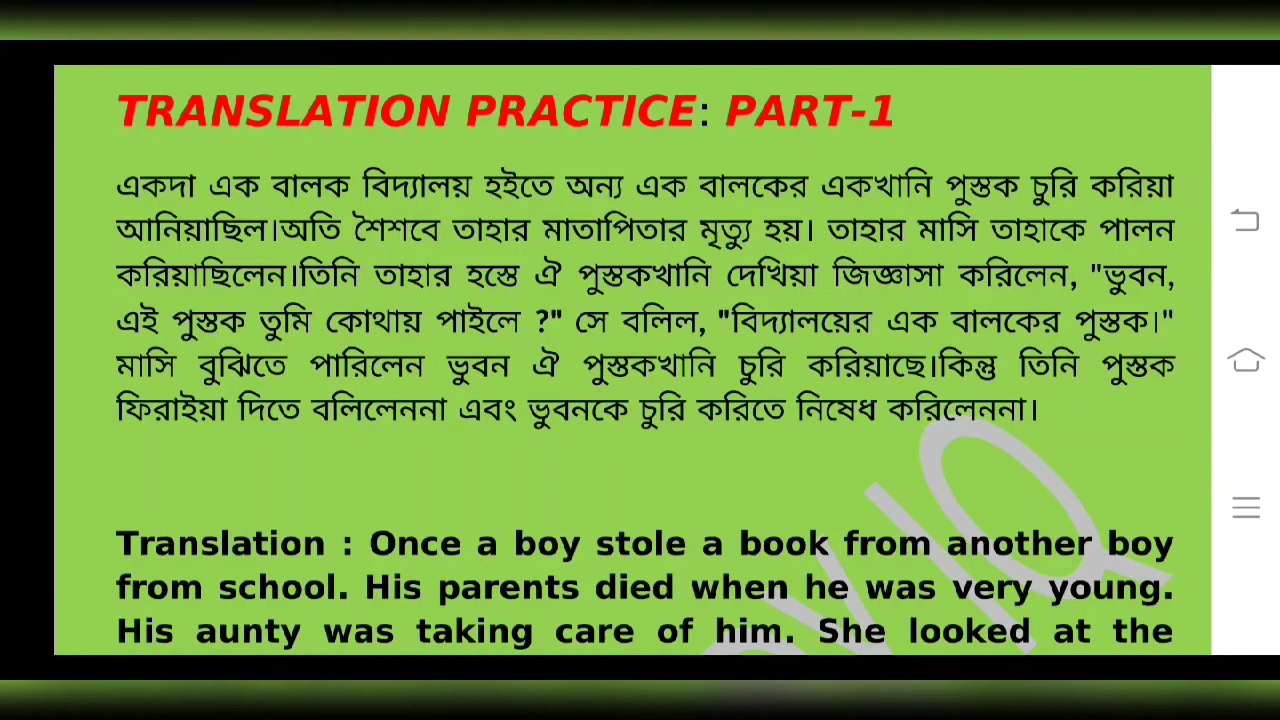 TRANSLATION PRACTICE: PART-1
একদা এক বালক বিদ্যালয় হইতে অন্য এক বালকের একখানি পুস্তক চুরি করিয়া
আনিয়াছিল।অতি শৈশবে তাহার মাতাপিতার মৃত্যু হয়। তাহার মাসি তাহাকে পালন
করিয়াছিলেন।তিনি তাহার হস্তে ঐ পুস্তকখানি দেখিয়া জিজ্ঞাসা করিলেন, "ভুবন,
এই পুস্তক তুমি কোথায় পাইলে ?" সে বলিল, "বিদ্যালয়ের এক বালকের পুস্তক।"
মাসি বুঝিতে পারিলেন ভুবন ঐ পুস্তকখানি চুরি করিয়াছে।কিন্তু তিনি পুস্তক
ফিরাইয়া দিতে বলিলেননা এবং ভুবনকে চুরি করিতে নিষেধ করিলেননা।
Translation : Once a boy stole a book from another boy
from school. His parents died when he was very young.
His aunty was taking care of him. She looked at the